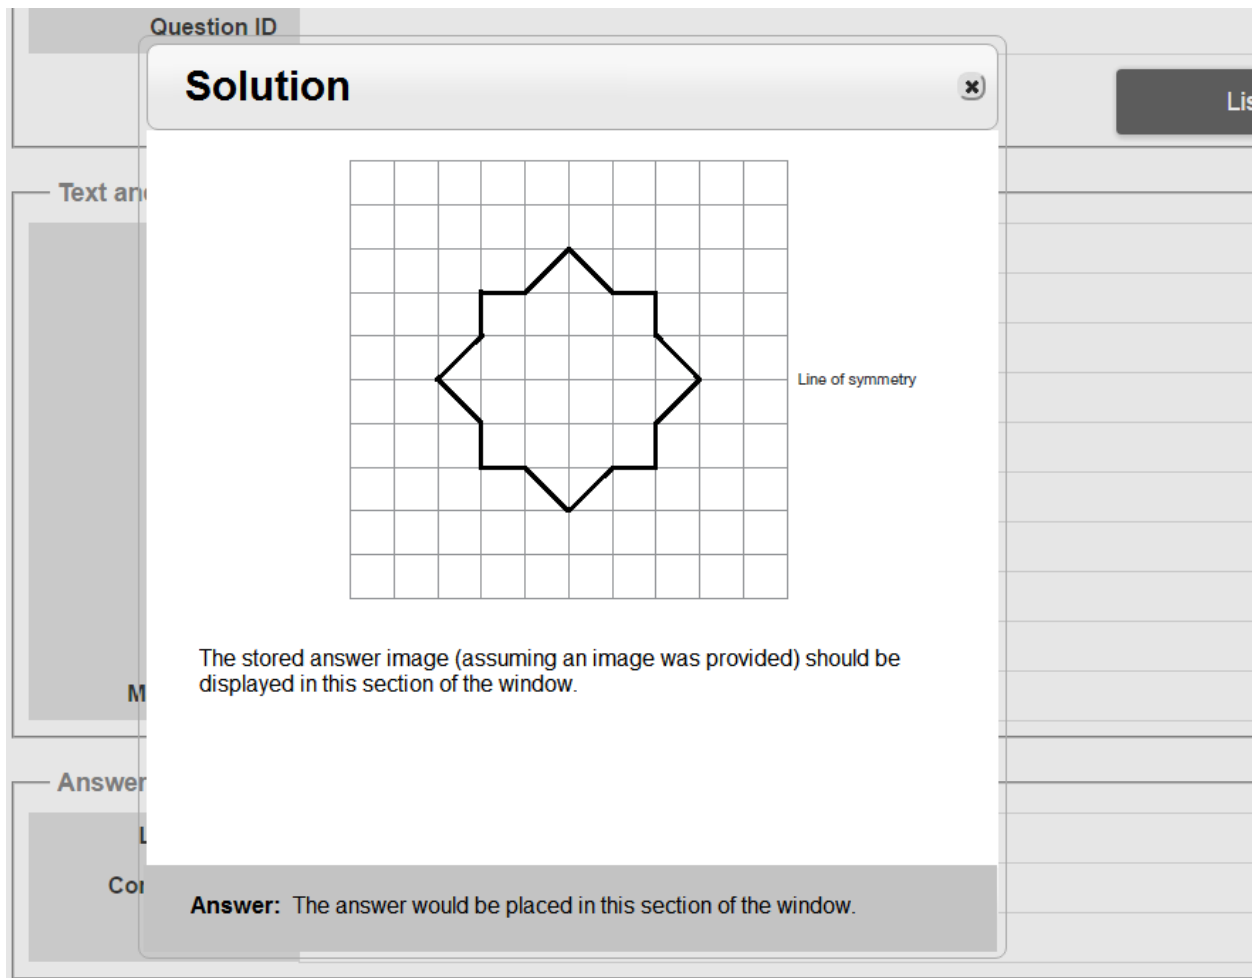 Question ID
Solution
Lis
Text an
Line of symmetry
The stored answer image (assuming an image was provided) should be
displayed in this section of the window.
M
Answer
L
Cor
Answer: The answer would be placed in this section of the window.